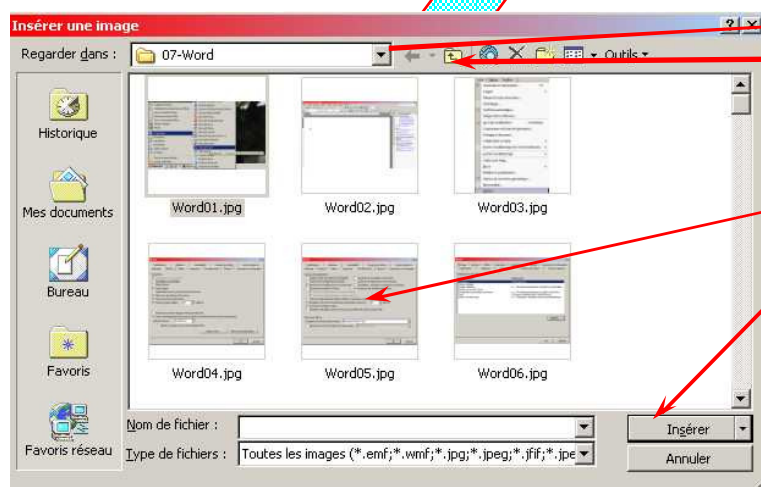 Insérer une image
Regarder dans : 07-Word Outils
Historique
Mes documents
Bureau
Favoris
Favoris réseau
Word01.jpg Word02.jpg Word03.jpg
Word04.jpg Word05.jpg Word06.jpg
Nom de fichier : Insérer
Type de fichiers : Toutes les images (*.emf;*.wmf;*.jpg;*.jpeg;*.jfif;*.jpe Annuler